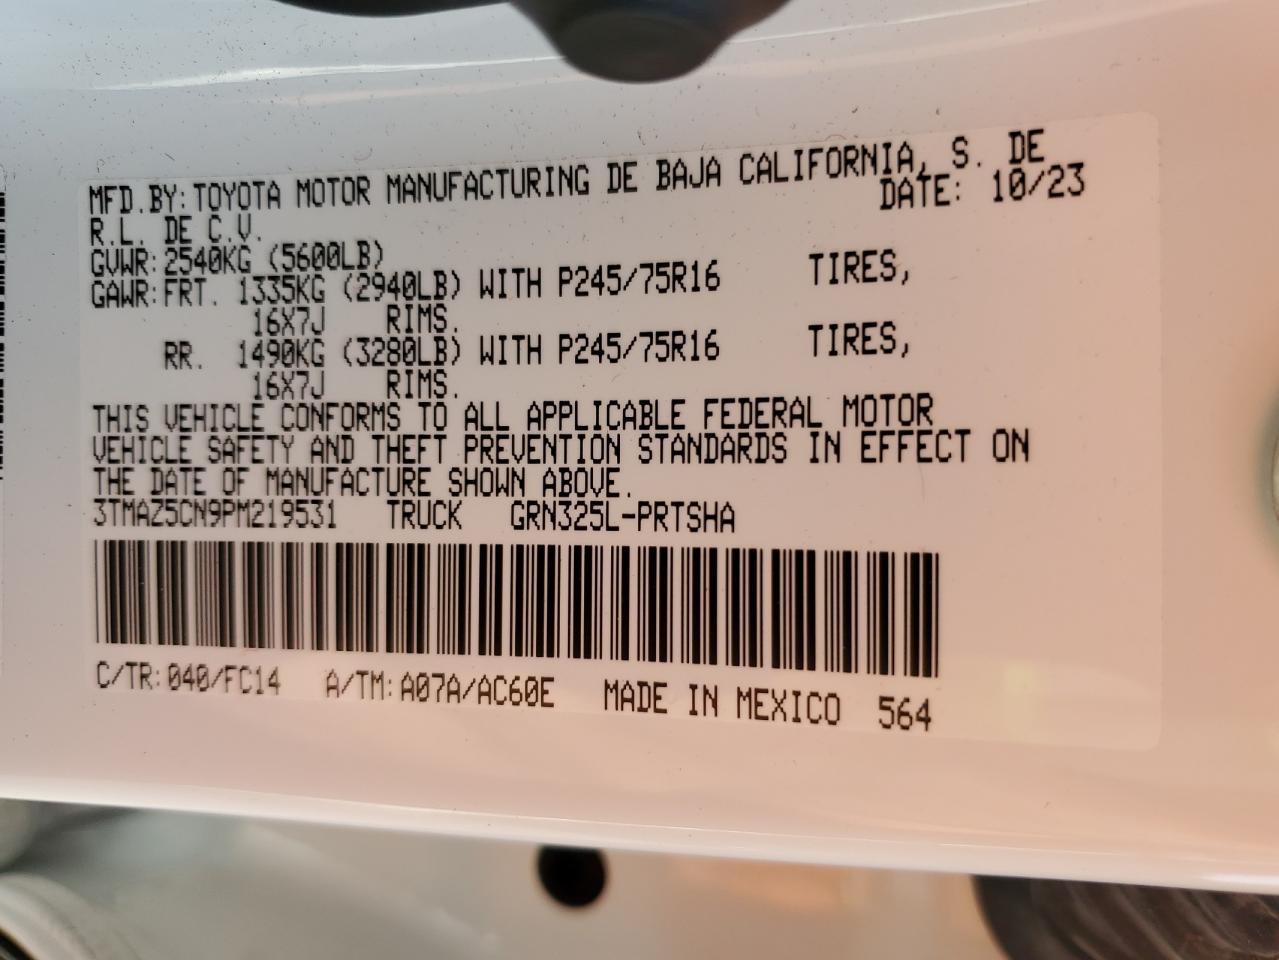 MFD.BY:TOYOTA MOTOR MANUFACTURING DE BAJA CALIFORNIA, S. DE
R.L. DE C.V. DATE: 10/23
GVWR:2540KG (5600LB)
GAWR:FRT. 1335KG (2940LB) WITH P245/75R16 TIRES,
16X7J RIMS.
RR. 1490KG (3280LB) WITH P245/75R16 TIRES,
16X7J RIMS.
THIS VEHICLE CONFORMS TO ALL APPLICABLE FEDERAL MOTOR
VEHICLE SAFETY AND THEFT PREVENTION STANDARDS IN EFFECT ON
THE DATE OF MANUFACTURE SHOWN ABOVE.
3TMAZ5CN9PM219531 TRUCK GRN325L-PRTSHA
C/TR:040/FC14 A/TM:A07A/AC60E MADE IN MEXICO 564